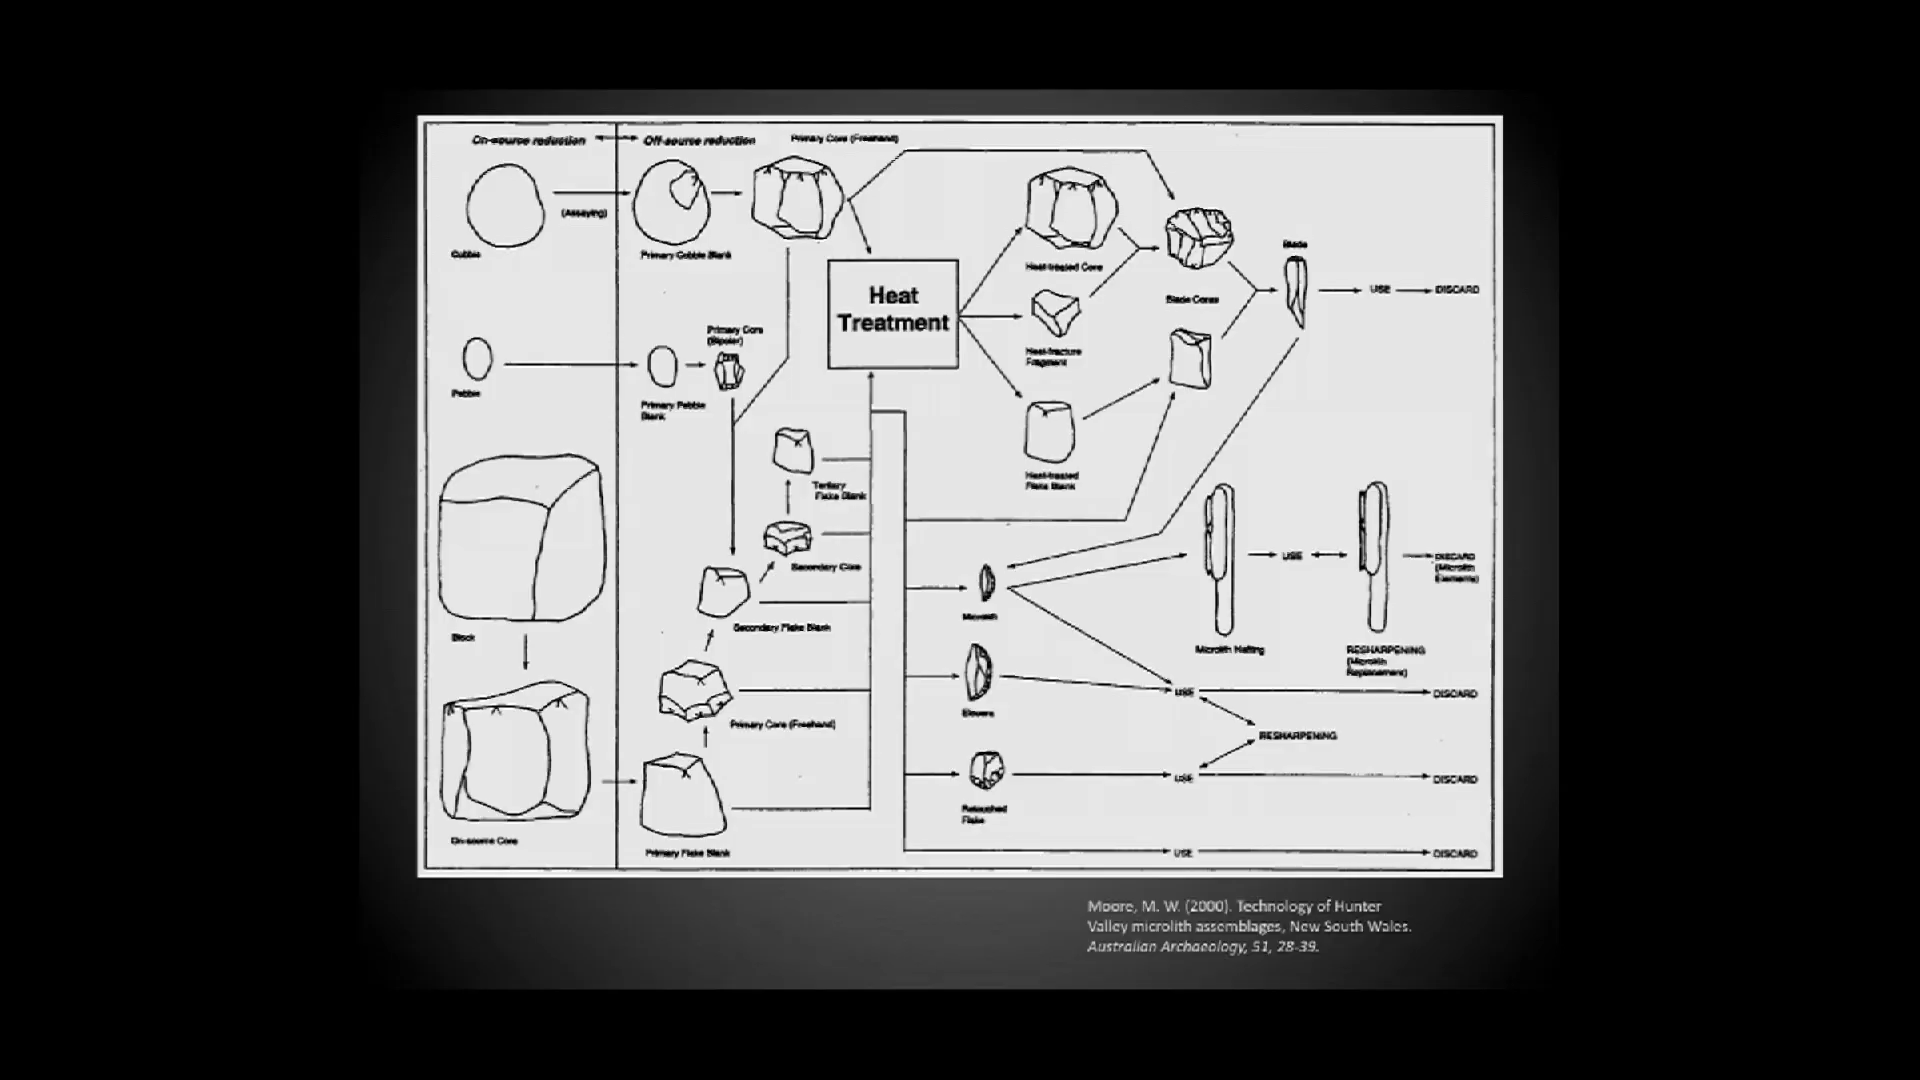 On-source reduction
Off-source reduction
Primary Core (Freehand)
Cobble
(Assaying)
Primary Cobble Blank
Heat
Treatment
Heat-treated Core
Blade
Blade Cores
USE
DISCARD
Pebble
Primary Core
(Bipolar)
Primary Pebble
Blank
Heat-fracture
Fragment
Heat-treated
Flake Blank
Tertiary
Flake Blank
Secondary Core
Secondary Flake Blank
Block
Primary Core (Freehand)
On-source Core
Primary Flake Blank
Microlith
Microlith Hafting
USE
RESHARPENING
(Microlith
Replacement)
DISCARD
(Microlith
Elements)
Elouera
USE
DISCARD
RESHARPENING
Retouched
Flake
USE
DISCARD
USE
DISCARD
Moore, M. W. (2000). Technology of Hunter
Valley microlith assemblages, New South Wales.
Australian Archaeology, 51, 28-39.